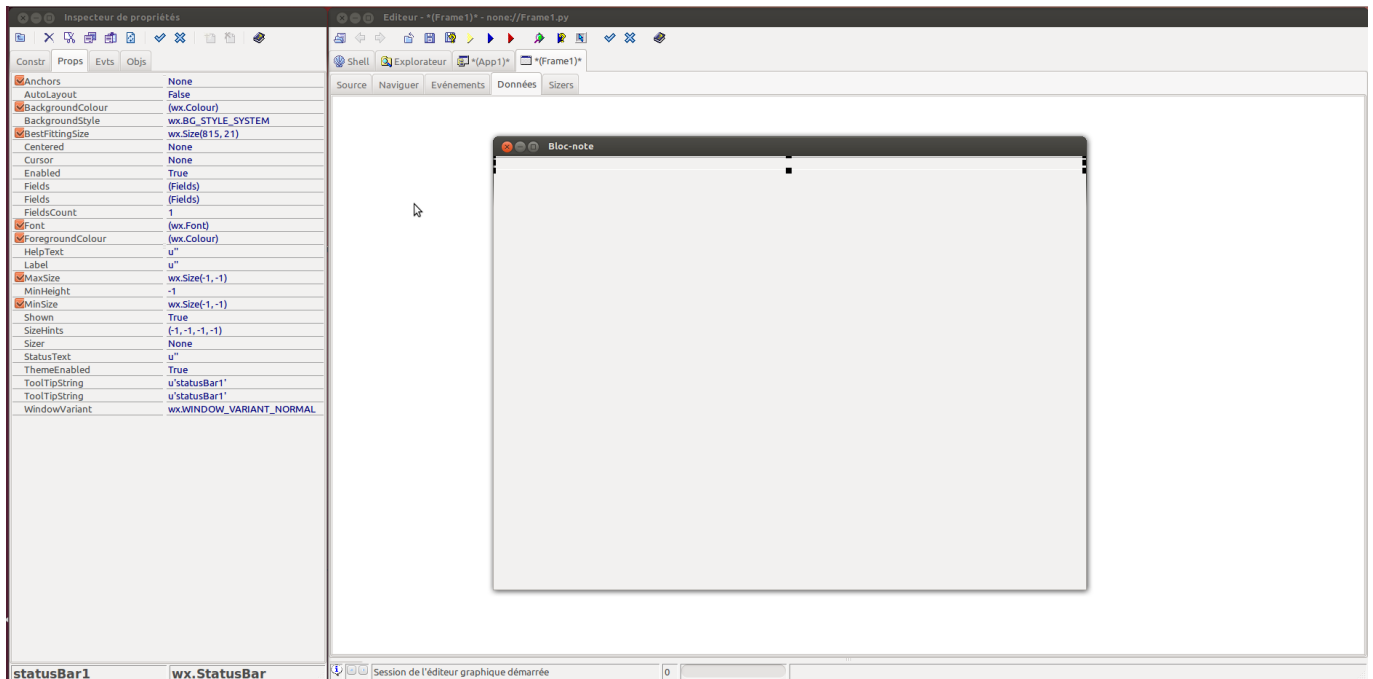 Inspecteur de propriétés
Editeur - *(Frame1)* - none://Frame1.py
Constr Props Evts Objs
Shell Explorateur *(App1)* *(Frame1)*
Source Naviguer Evénements Données Sizers
Anchors None
AutoLayout False
BackgroundColour (wx.Colour)
BackgroundStyle wx.BG_STYLE_SYSTEM
BestFittingSize wx.Size(815, 21)
Centered None
Cursor None
Enabled True
Fields (Fields)
Fields (Fields)
FieldsCount 1
Font (wx.Font)
ForegroundColour (wx.Colour)
HelpText u''
Label u''
MaxSize wx.Size(-1, -1)
MinHeight -1
MinSize wx.Size(-1, -1)
Shown True
SizeHints (-1, -1, -1, -1)
Sizer None
StatusText u''
ThemeEnabled True
ToolTipString u'statusBar1'
ToolTipString u'statusBar1'
WindowVariant wx.WINDOW_VARIANT_NORMAL
Bloc-note
statusBar1 wx.StatusBar
Session de l'éditeur graphique démarrée 0